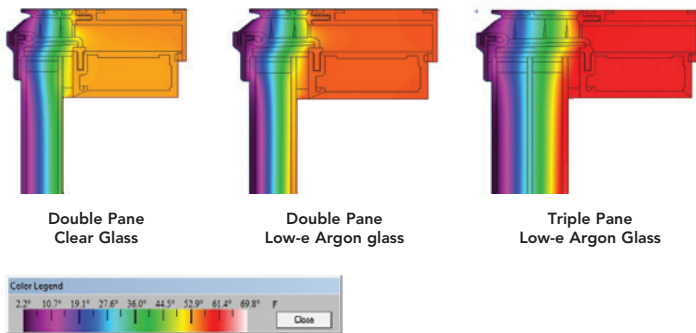 Double Pane
Clear Glass
Double Pane
Low-e Argon glass
Triple Pane
Low-e Argon Glass
Color Legend
2.2° 10.7° 19.1° 27.6° 36.0° 44.5° 52.9° 61.4° 69.8° F
Close